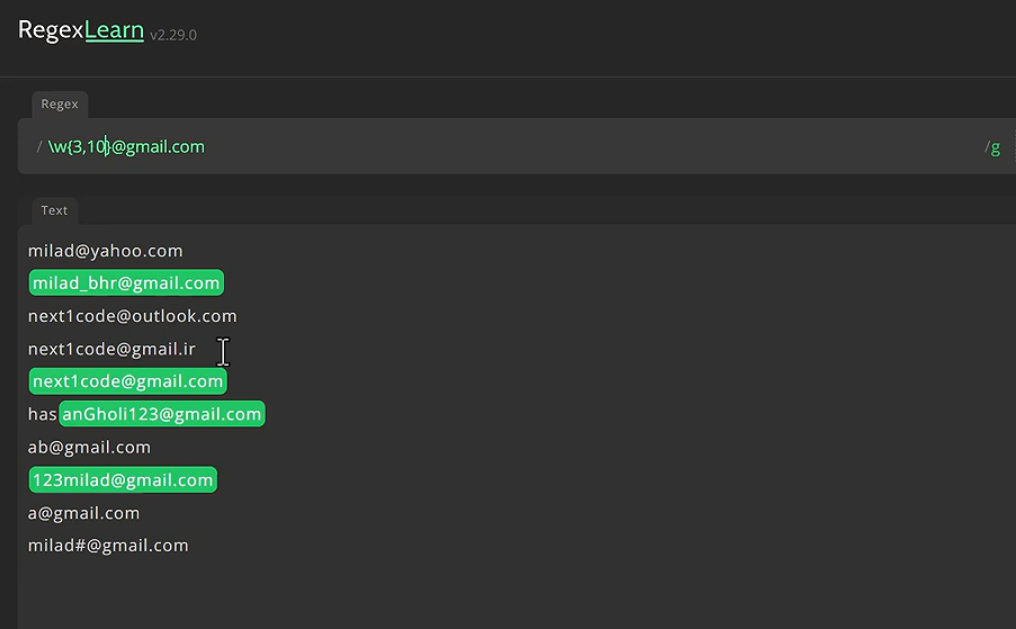 RegexLearn v2.29.0
Regex
/ \w{3,10}@gmail.com /g
Text
milad@yahoo.com
milad_bhr@gmail.com
next1code@outlook.com
next1code@gmail.ir
next1code@gmail.com
hasanGholi123@gmail.com
ab@gmail.com
123milad@gmail.com
a@gmail.com
milad#@gmail.com